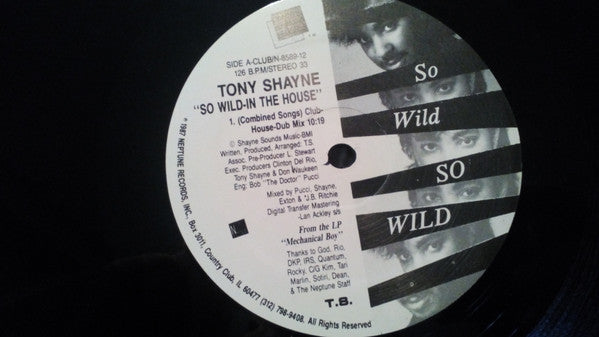 SIDE A-CLUB/N-8589-12
126 B.P.M/STEREO 33
TONY SHAYNE
"SO WILD-IN THE HOUSE"
1. (Combined Songs) Club-
House-Dub Mix 10:19
© Shayne Sounds Music-BMI
Written, Produced, Arranged: T.S.
Assoc. Pre-Producer L. Stewart
Exec. Producers Clinton Del Rio,
Tony Shayne & Don Waukeen
Eng: Bob "The Doctor" Pucci
Mixed by Pucci, Shayne,
Exton & "J.B. Ritchie
Digital Transfer Mastering
-Lan Ackley s/s
From the LP
"Mechanical Boy"
Thanks to God, Rio,
DKP, IRS, Quantum,
Rocky, C/G Kim, Tari
Marlin, Sotiri, Dean,
& The Neptune Staff
T.S.
℗ 1987 NEPTUNE RECORDS, INC., Box 3011, Country Club, IL 60477 (312) 798-9408. All Rights Reserved
So
Wild
SO
WILD